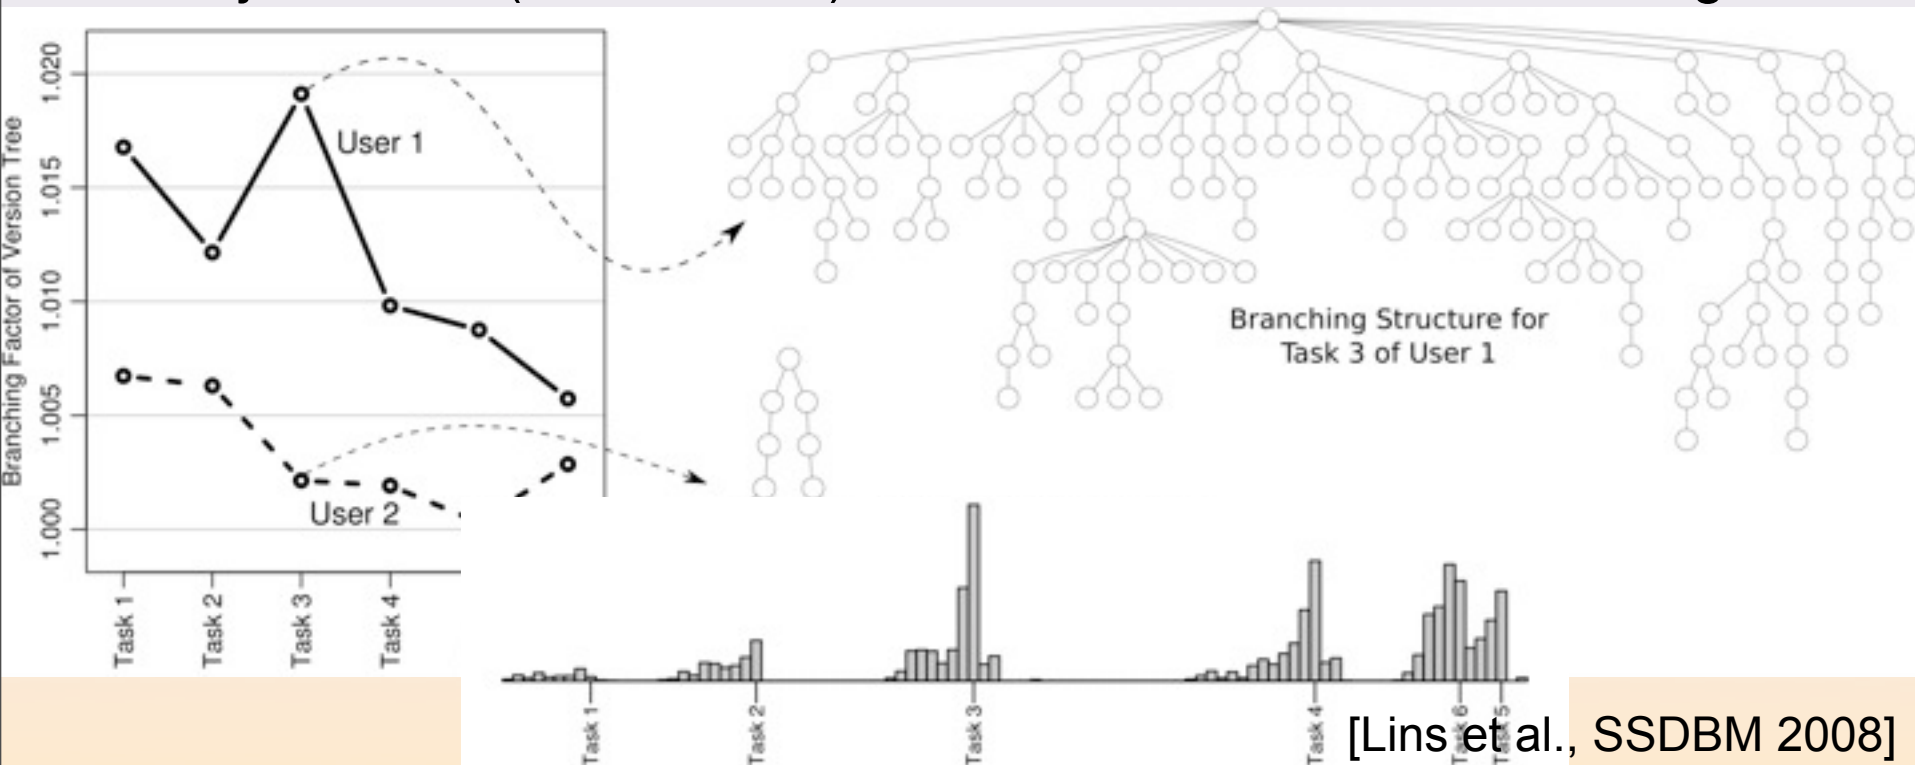 Branching Factor of Version Tree
1.020
1.015
1.010
1.005
1.000
User 1
User 2
Task 1
Task 2
Task 3
Task 4
Branching Structure for
Task 3 of User 1
Task 1
Task 2
Task 3
Task 4
Task 6
Task 5
[Lins et al., SSDBM 2008]